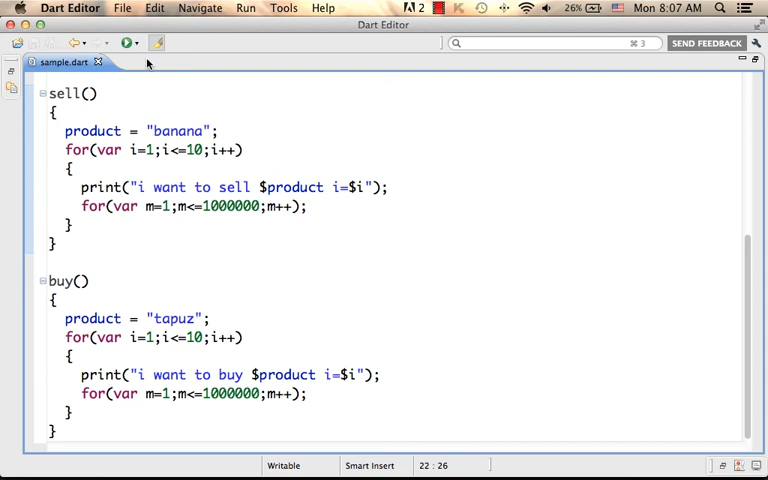 Dart Editor File Edit Navigate Run Tools Help 2 26% Mon 8:07 AM
Dart Editor
⌘3 SEND FEEDBACK
sample.dart
sell()
{
product = "banana";
for(var i=1;i<=10;i++)
{
print("i want to sell $product i=$i");
for(var m=1;m<=1000000;m++);
}
}
buy()
{
product = "tapuz";
for(var i=1;i<=10;i++)
{
print("i want to buy $product i=$i");
for(var m=1;m<=1000000;m++);
}
}
Writable Smart Insert 22 : 26